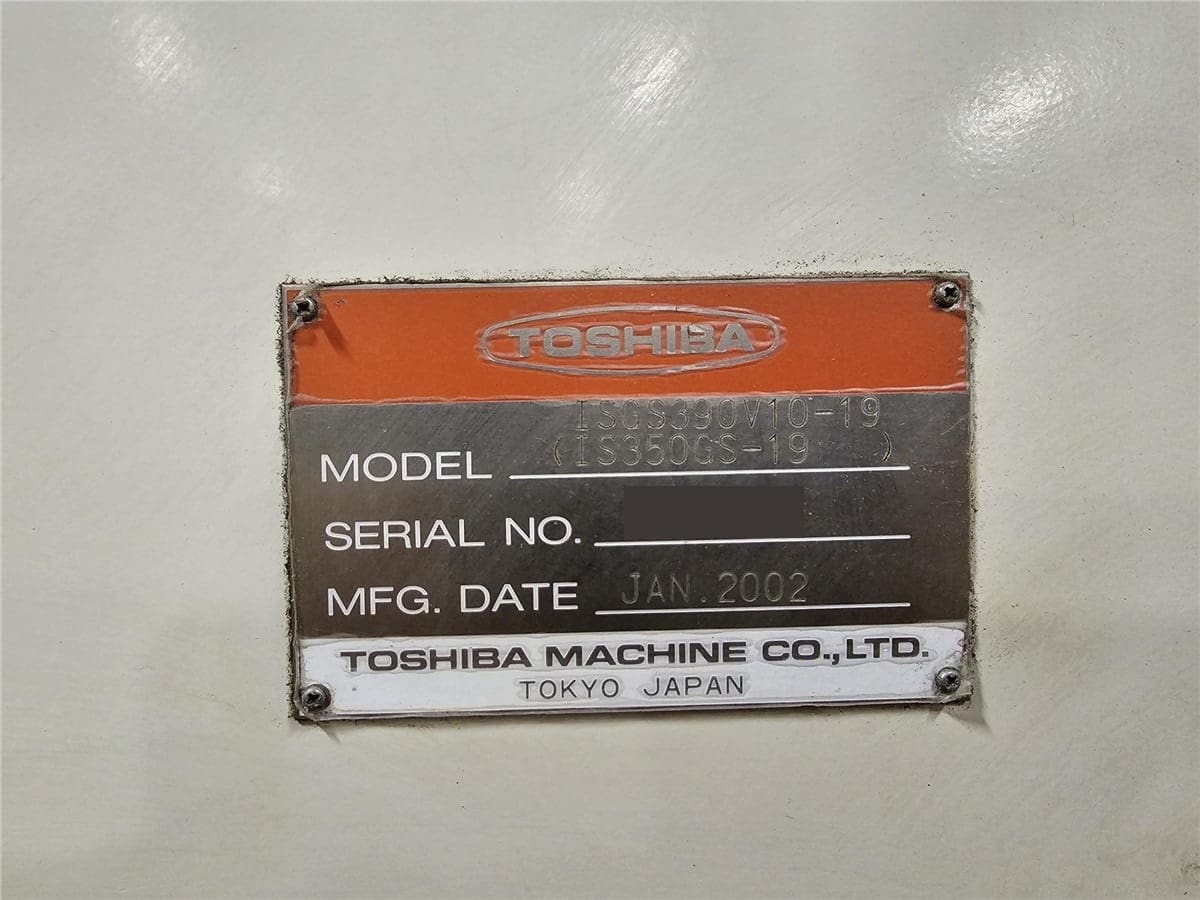 TOSHIBA
ISGS390V10-19
MODEL (IS350GS-19 )
SERIAL NO.
MFG. DATE JAN.2002
TOSHIBA MACHINE CO.,LTD.
TOKYO JAPAN